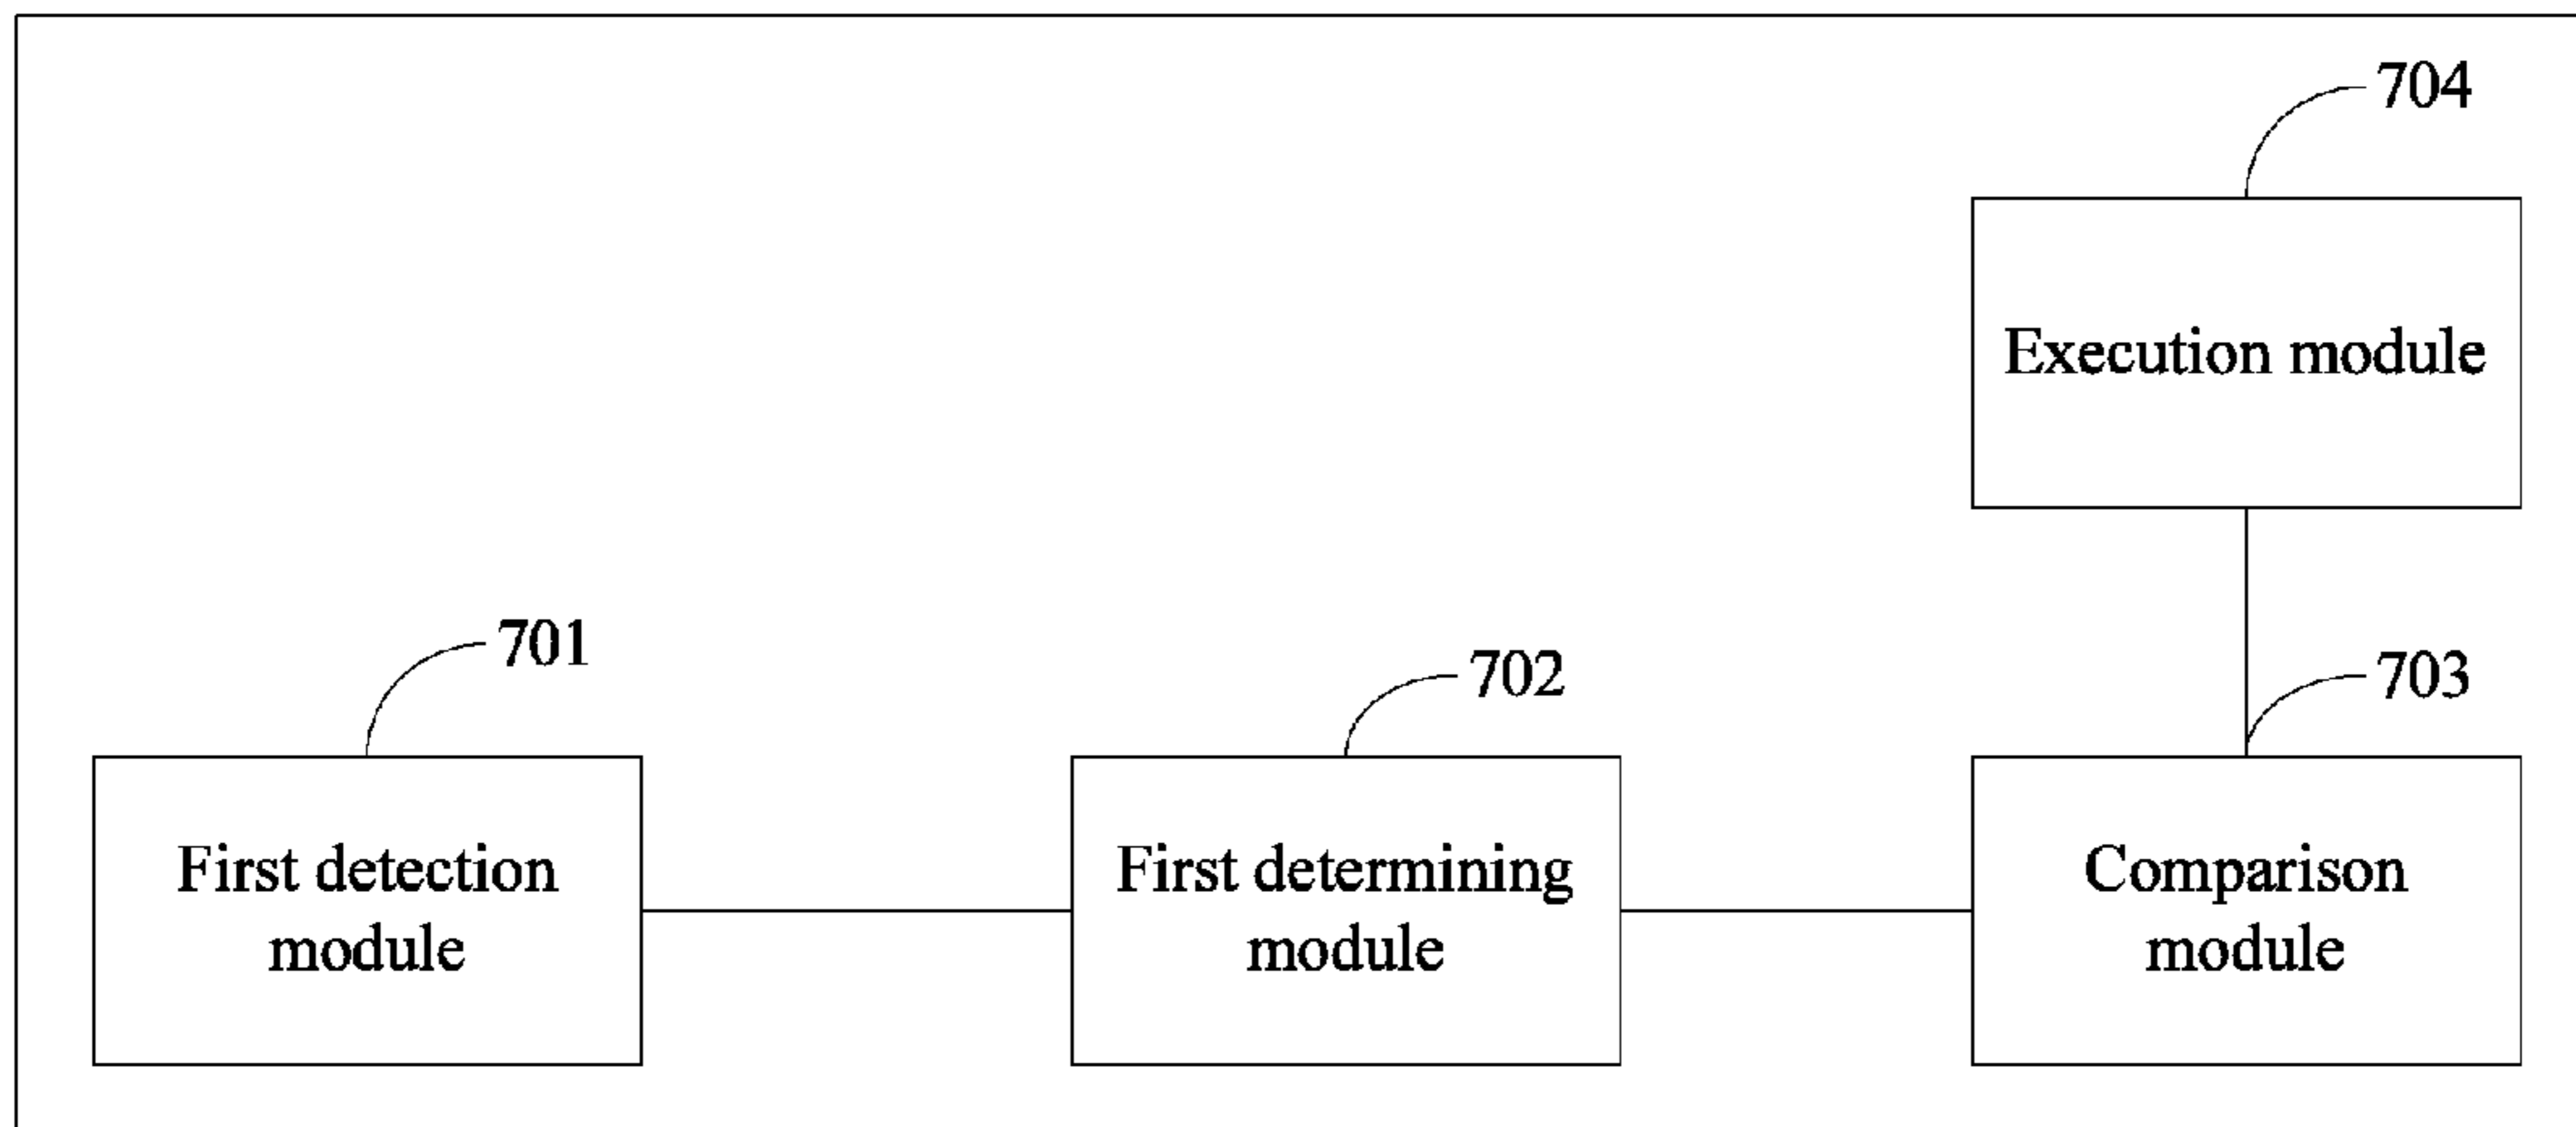 704
Execution module
701
702
703
First detection
module
First determining
module
Comparison
module